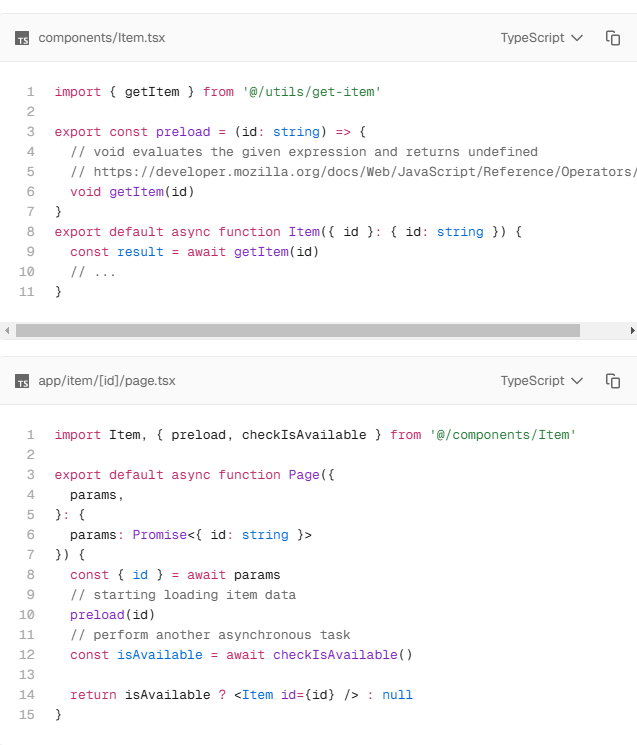 TS components/Item.tsx TypeScript
1 import { getItem } from '@/utils/get-item'
2
3 export const preload = (id: string) => {
4   // void evaluates the given expression and returns undefined
5   // https://developer.mozilla.org/docs/Web/JavaScript/Reference/Operators/
6   void getItem(id)
7 }
8 export default async function Item({ id }: { id: string }) {
9   const result = await getItem(id)
10   // ...
11 }
TS app/item/[id]/page.tsx TypeScript
1 import Item, { preload, checkIsAvailable } from '@/components/Item'
2
3 export default async function Page({
4   params,
5 }: {
6   params: Promise<{ id: string }>
7 }) {
8   const { id } = await params
9   // starting loading item data
10   preload(id)
11   // perform another asynchronous task
12   const isAvailable = await checkIsAvailable()
13
14   return isAvailable ? <Item id={id} /> : null
15 }